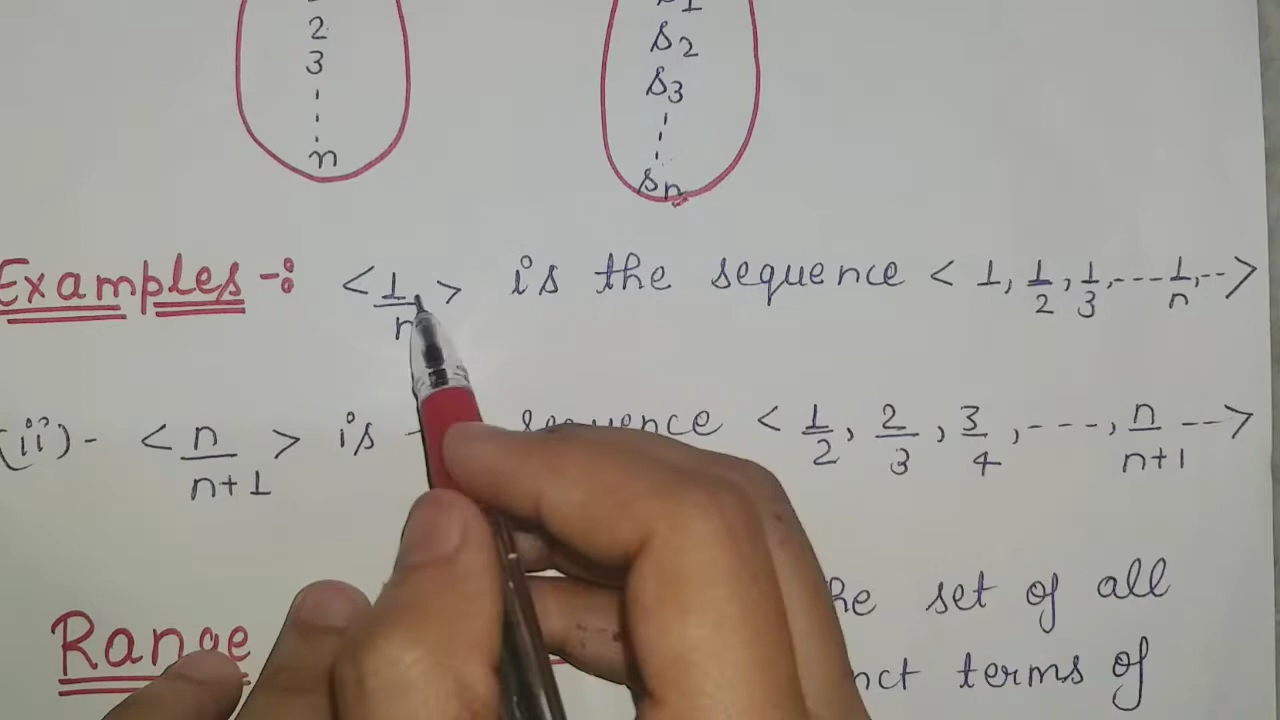 2 s2
3 s3
n sn
Examples -: < 1/n > is the sequence < 1, 1/2, 1/3, ---- 1/n, -- >
(ii) - < n/n+1 > is sequence < 1/2, 2/3, 3/4, ---, n/n+1 --- >
Range set of all
terms of